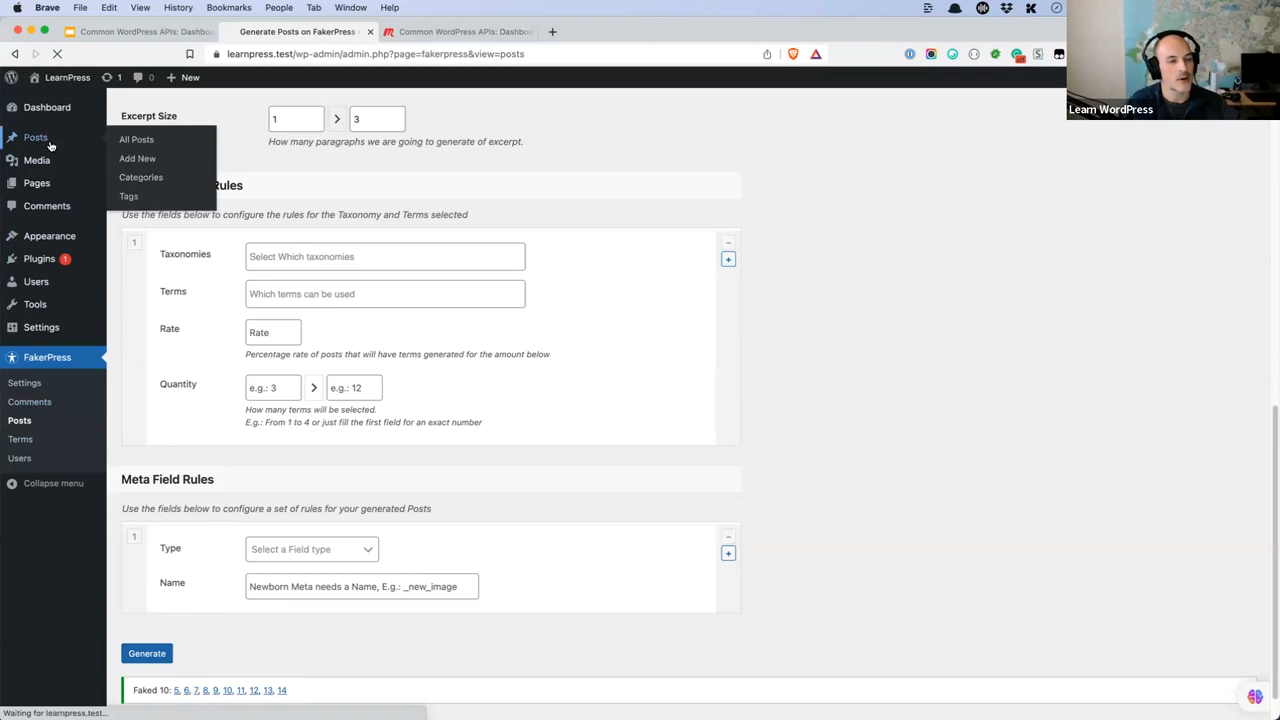 Brave File Edit View History Bookmarks People Tab Window Help
Common WordPress APIs: Dashbo Generate Posts on FakerPress Common WordPress APIs: Dashb
learnpress.test/wp-admin/admin.php?page=fakerpress&view=posts
LearnPress 1 0 New
Learn WordPress
Dashboard
Posts
Media
Pages
Comments
Appearance
Plugins 1
Users
Tools
Settings
FakerPress
Settings
Comments
Posts
Terms
Users
Collapse menu
All Posts
Add New
Categories
Tags
Excerpt Size 1 3
How many paragraphs we are going to generate of excerpt.
Rules
Use the fields below to configure the rules for the Taxonomy and Terms selected
1
Taxonomies Select Which taxonomies
Terms Which terms can be used
Rate Rate
Percentage rate of posts that will have terms generated for the amount below
Quantity e.g.: 3 e.g.: 12
How many terms will be selected.
E.g.: From 1 to 4 or just fill the first field for an exact number
Meta Field Rules
Use the fields below to configure a set of rules for your generated Posts
1
Type Select a Field type
Name Newborn Meta needs a Name, E.g.: _new_image
Generate
Faked 10: 5, 6, 7, 8, 9, 10, 11, 12, 13, 14
Waiting for learnpress.test...